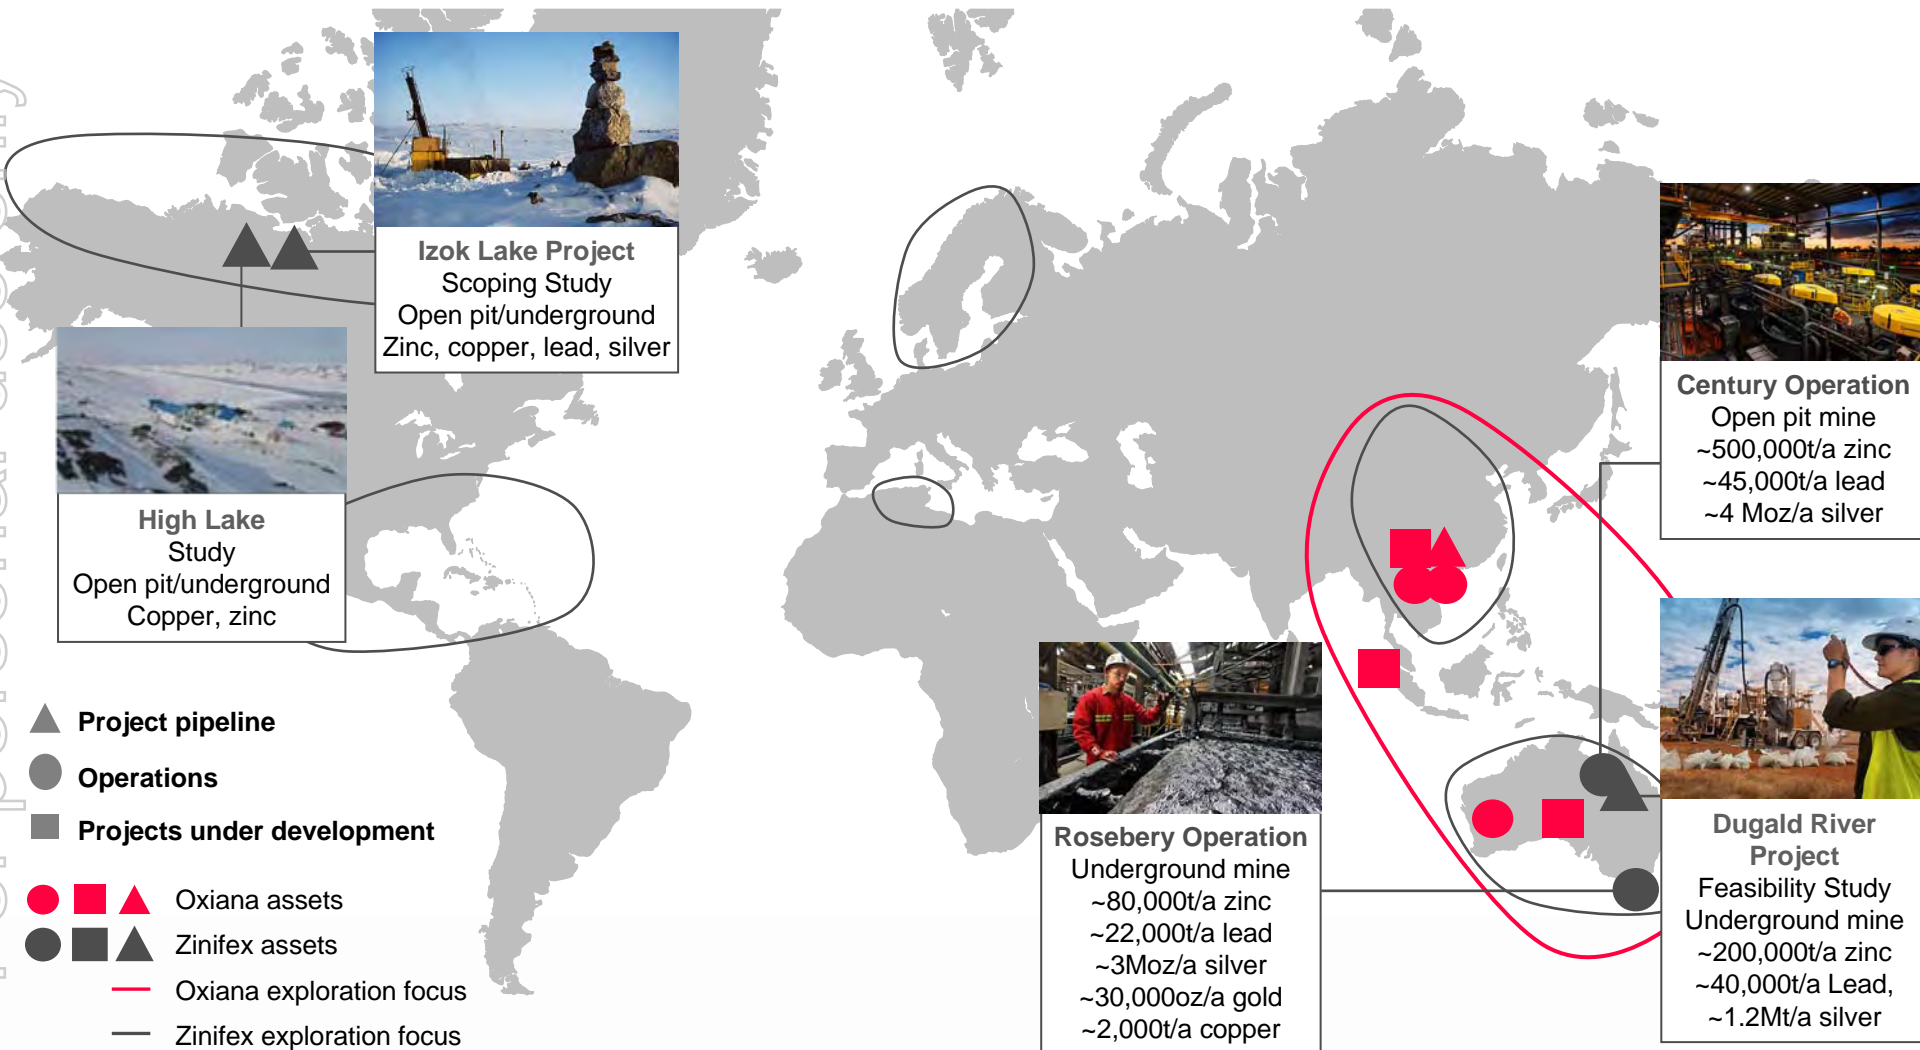 Izok Lake Project
Scoping Study
Open pit/underground
Zinc, copper, lead, silver
High Lake
Study
Open pit/underground
Copper, zinc
Century Operation
Open pit mine
~500,000t/a zinc
~45,000t/a lead
~4 Moz/a silver
Rosebery Operation
Underground mine
~80,000t/a zinc
~22,000t/a lead
~3Moz/a silver
~30,000oz/a gold
~2,000t/a copper
Dugald River
Project
Feasibility Study
Underground mine
~200,000t/a zinc
~40,000t/a Lead,
~1.2Mt/a silver
Project pipeline
Operations
Projects under development
Oxiana assets
Zinifex assets
Oxiana exploration focus
Zinifex exploration focus